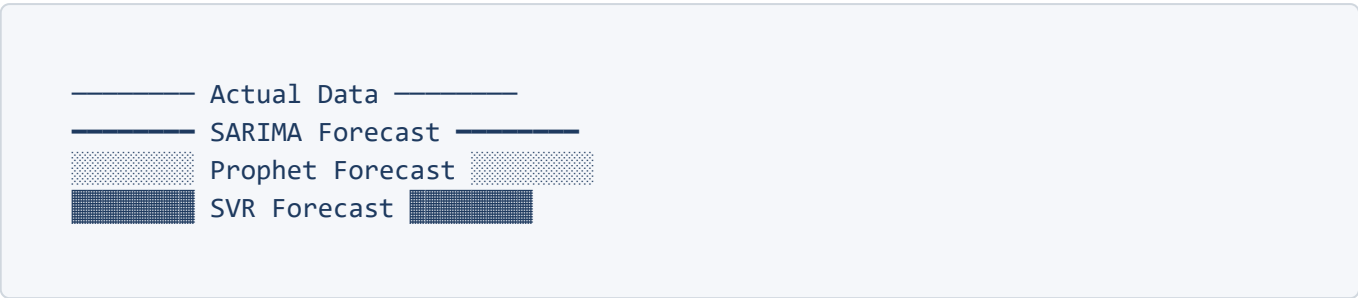 ──────── Actual Data ────────
━━━━━━━━ SARIMA Forecast ━━━━━━━━
░░░░░░░░ Prophet Forecast ░░░░░░░░
▓▓▓▓▓▓▓▓ SVR Forecast ▓▓▓▓▓▓▓▓